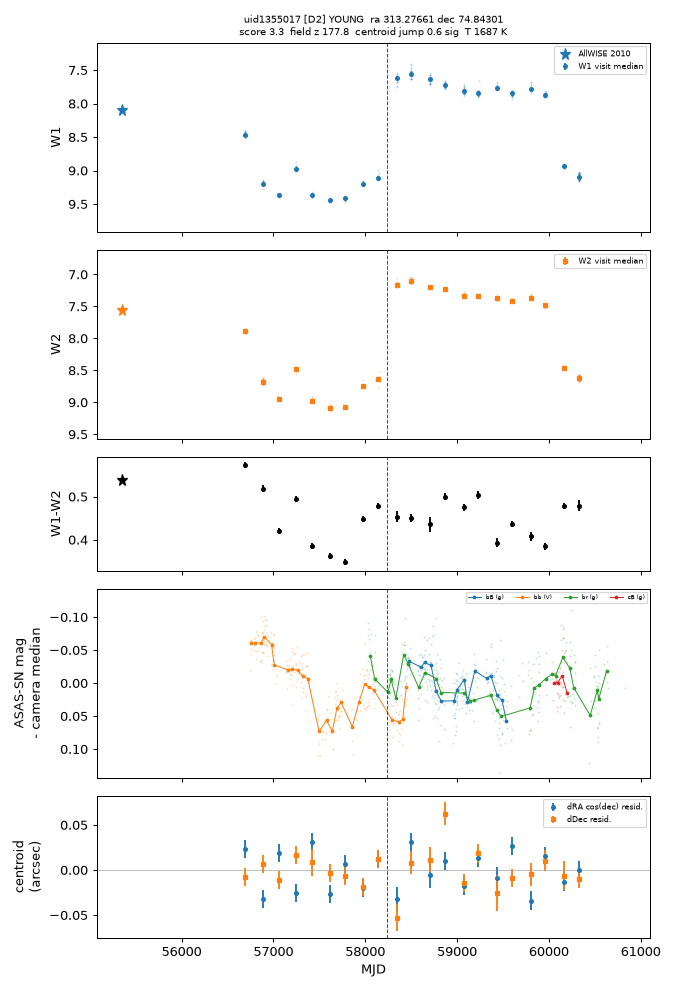 uid1355017 [D2] YOUNG ra 313.27661 dec 74.84301
score 3.3 field z 177.8 centroid jump 0.6 sig T 1687 K
W1
7.5
8.0
8.5
9.0
9.5
AllWISE 2010
W1 visit median
W2
7.0
7.5
8.0
8.5
9.0
9.5
W2 visit median
W1-W2
0.5
0.4
ASAS-SN mag
- camera median
−0.10
−0.05
0.00
0.05
0.10
bB (g)
bb (V)
br (g)
cB (g)
centroid
(arcsec)
0.05
0.00
−0.05
dRA cos(dec) resid.
dDec resid.
56000
57000
58000
59000
60000
61000
MJD